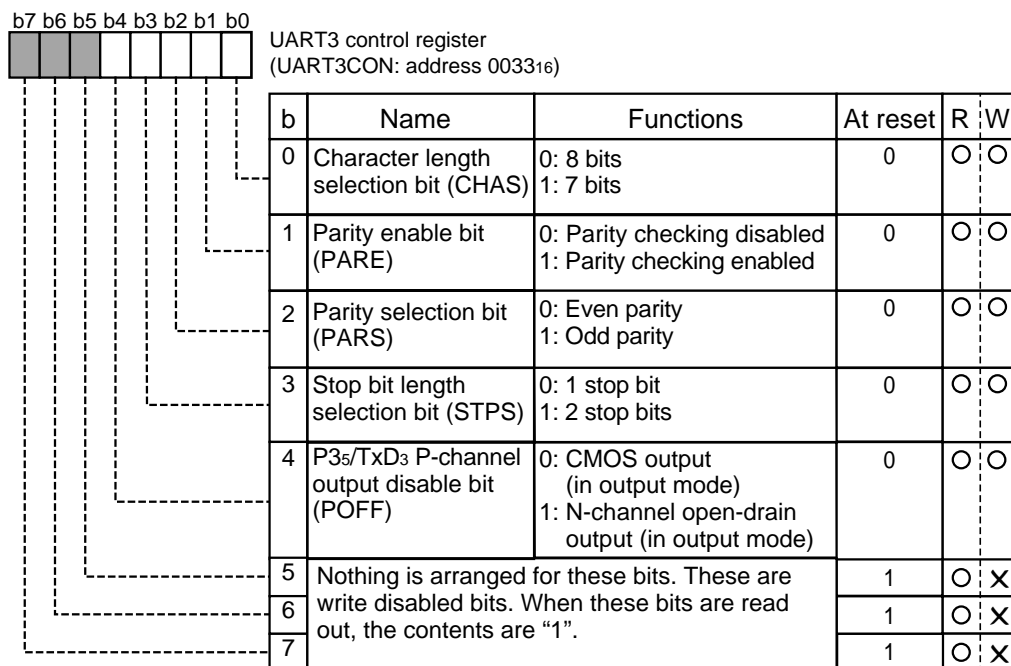 b7 b6 b5 b4 b3 b2 b1 b0
UART3 control register
(UART3CON: address 0033₁₆)
b Name Functions At reset R W
0 Character length selection bit (CHAS) 0: 8 bits 0 O O
1: 7 bits
1 Parity enable bit (PARE) 0: Parity checking disabled 0 O O
1: Parity checking enabled
2 Parity selection bit (PARS) 0: Even parity 0 O O
1: Odd parity
3 Stop bit length selection bit (STPS) 0: 1 stop bit 0 O O
1: 2 stop bits
4 P3₅/TxD₃ P-channel output disable bit (POFF) 0: CMOS output (in output mode) 0 O O
1: N-channel open-drain output (in output mode)
5 Nothing is arranged for these bits. These are 1 O X
6 write disabled bits. When these bits are read 1 O X
7 out, the contents are “1”. 1 O X